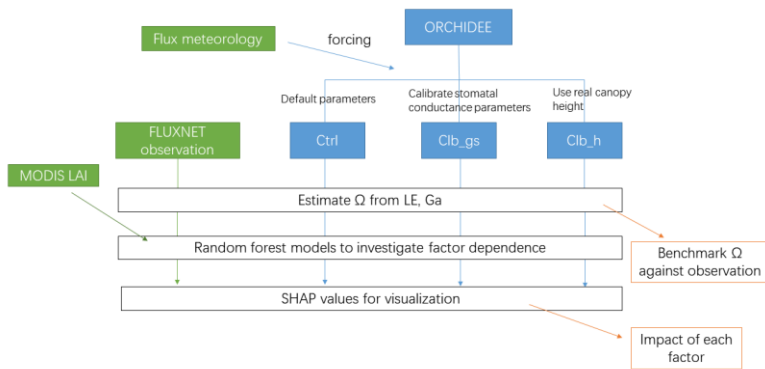 ORCHIDEE
Flux meteorology
forcing
Default parameters
Calibrate stomatal
conductance parameters
Use real canopy
height
FLUXNET
observation
Ctrl
Clb_gs
Clb_h
MODIS LAI
Estimate Ω from LE, Ga
Random forest models to investigate factor dependence
Benchmark Ω
against observation
SHAP values for visualization
Impact of each
factor